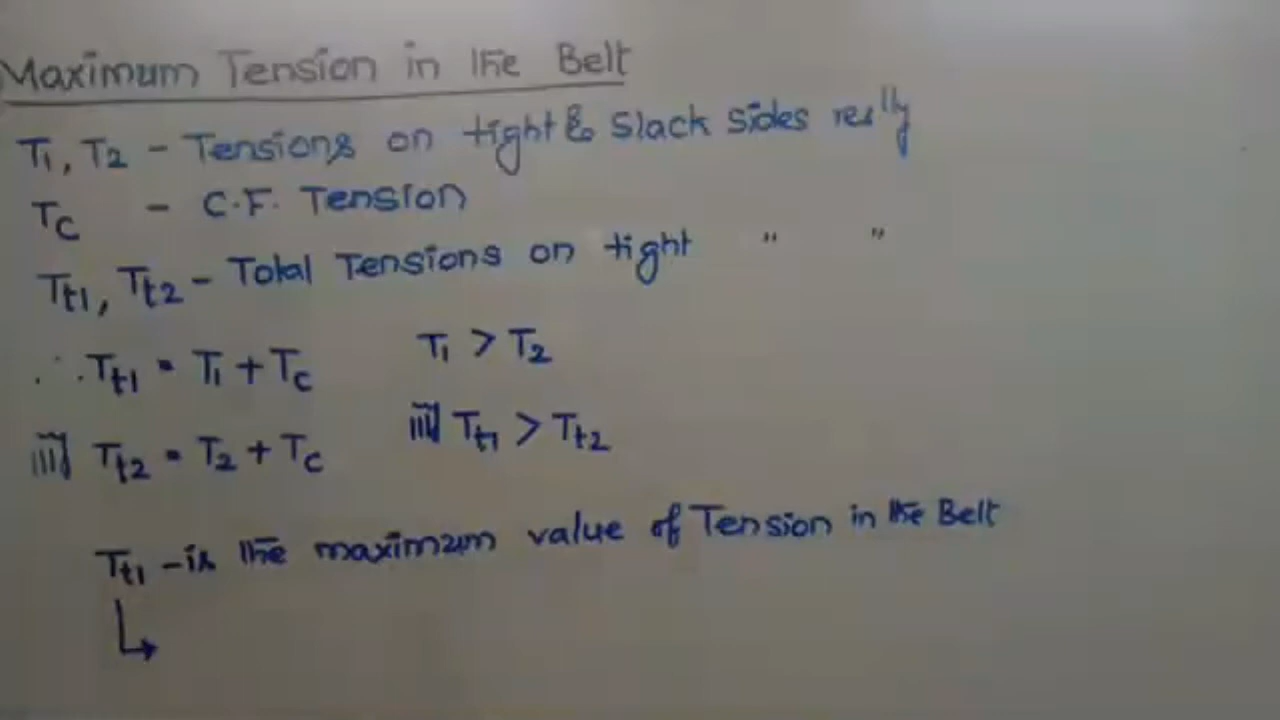 Maximum Tension in the Belt
T1, T2 - Tensions on tight & Slack sides reslly
Tc - C.F. Tension
Tt1, Tt2 - Total Tensions on tight " "
∴ Tt1 = T1 + Tc T1 > T2
|||ly Tt2 = T2 + Tc |||ly Tt1 > Tt2
Tt1 - is the maximum value of Tension in the Belt